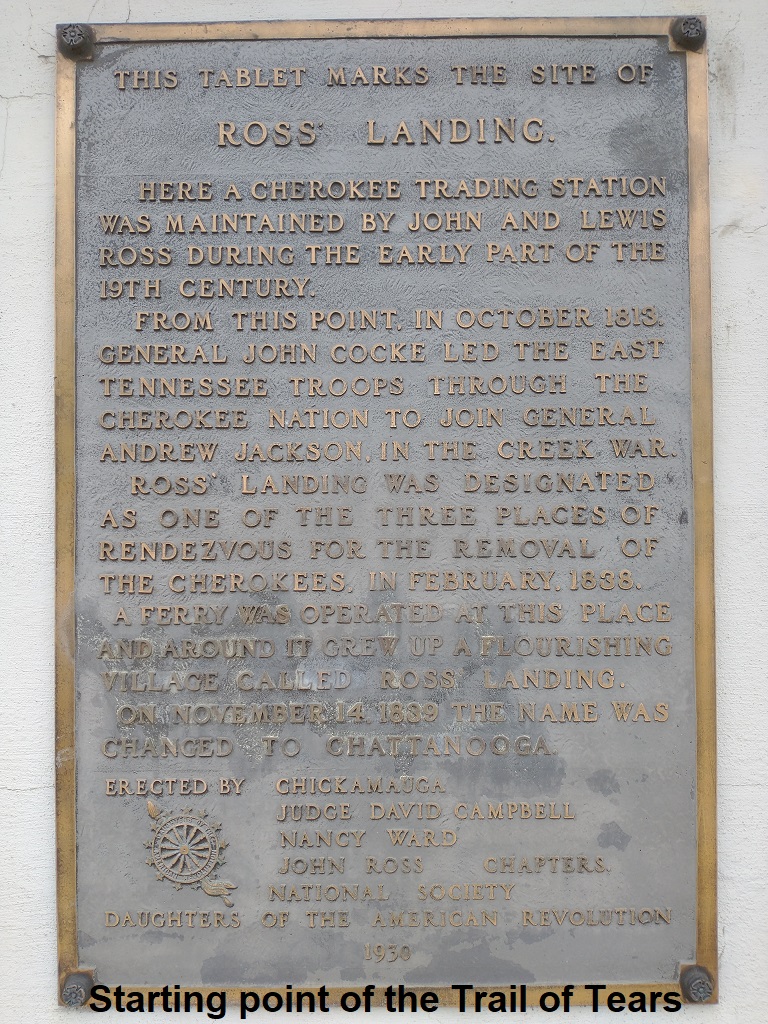 THIS TABLET MARKS THE SITE OF
ROSS' LANDING.
HERE A CHEROKEE TRADING STATION
WAS MAINTAINED BY JOHN AND LEWIS
ROSS DURING THE EARLY PART OF THE
19TH CENTURY.
FROM THIS POINT, IN OCTOBER 1813,
GENERAL JOHN COCKE LED THE EAST
TENNESSEE TROOPS THROUGH THE
CHEROKEE NATION TO JOIN GENERAL
ANDREW JACKSON, IN THE CREEK WAR.
ROSS' LANDING WAS DESIGNATED
AS ONE OF THE THREE PLACES OF
RENDEZVOUS FOR THE REMOVAL OF
THE CHEROKEES, IN FEBRUARY, 1838.
A FERRY WAS OPERATED AT THIS PLACE
AND AROUND IT GREW UP A FLOURISHING
VILLAGE CALLED ROSS' LANDING.
ON NOVEMBER 14, 1839 THE NAME WAS
CHANGED TO CHATTANOOGA.
ERECTED BY CHICKAMAUGA
JUDGE DAVID CAMPBELL
NANCY WARD
JOHN ROSS CHAPTERS,
NATIONAL SOCIETY
DAUGHTERS OF THE AMERICAN REVOLUTION
1930
Starting point of the Trail of Tears